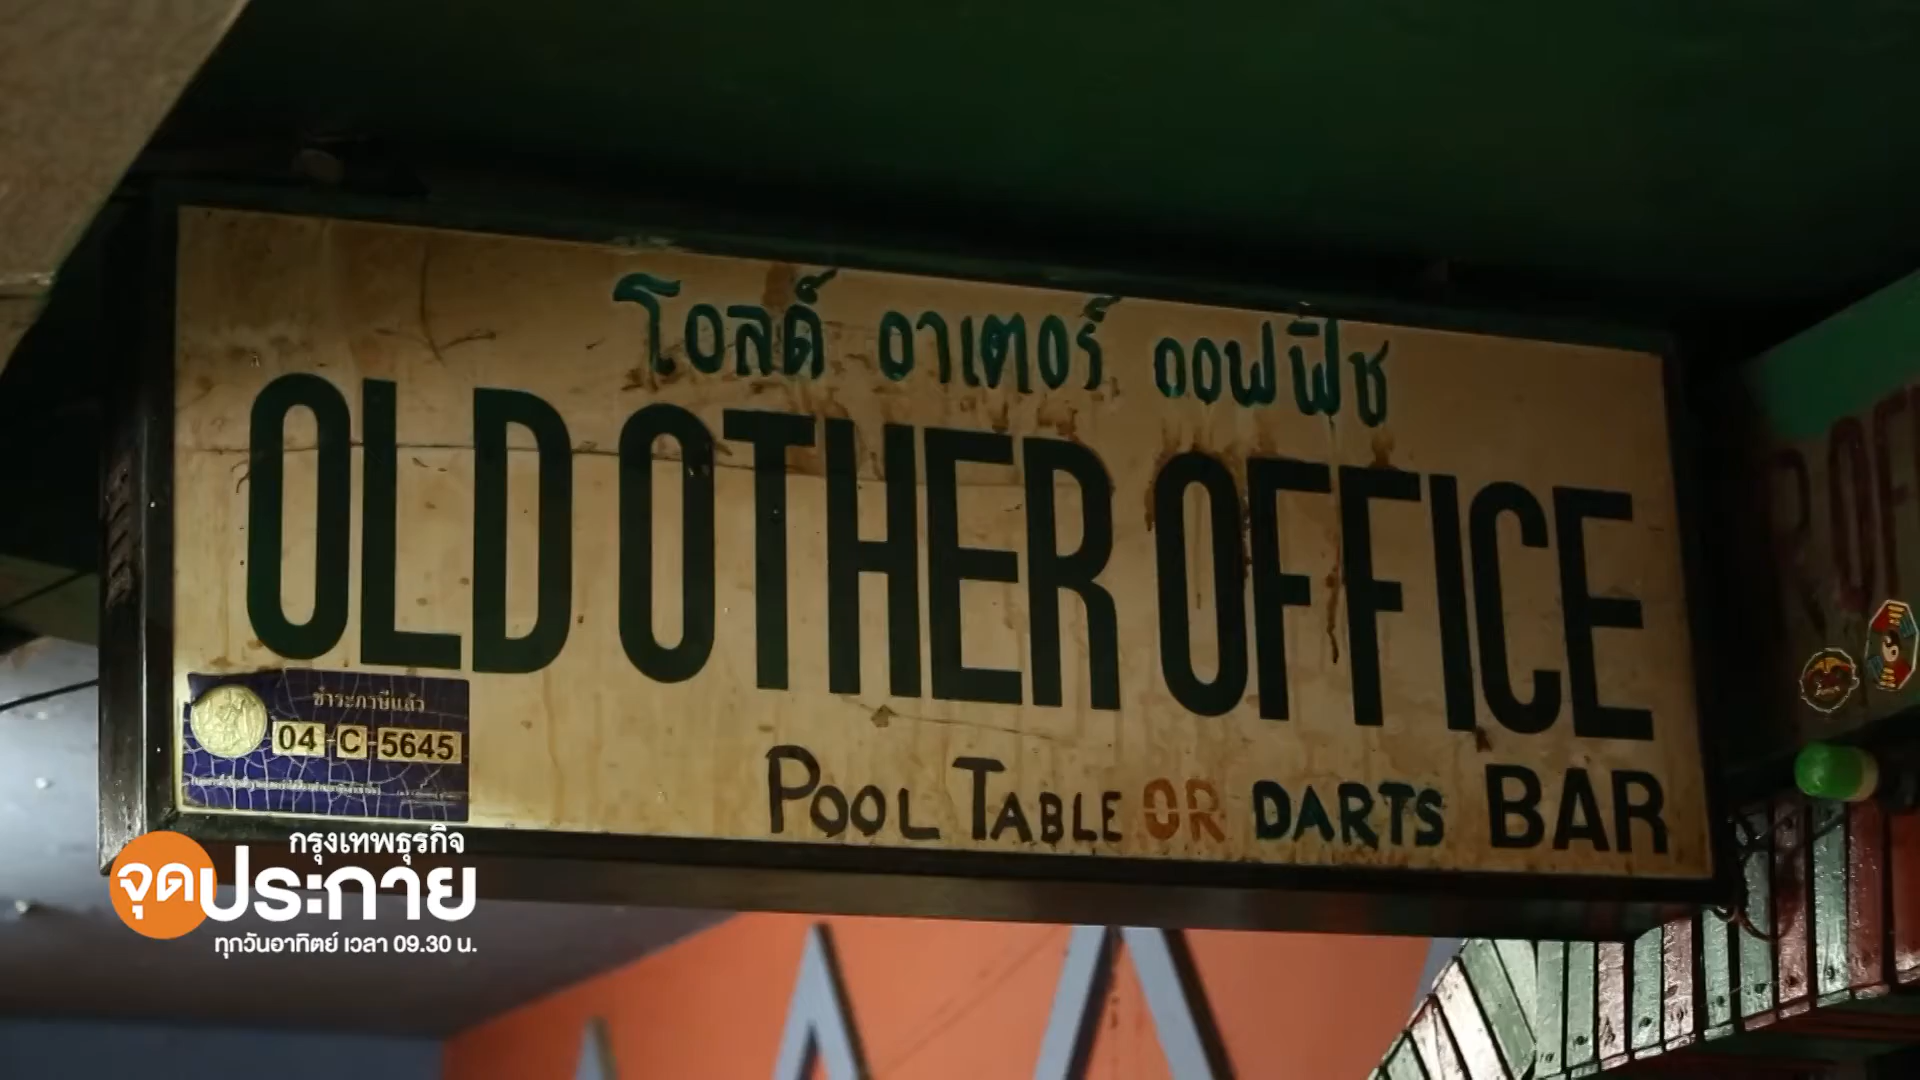 โอลด์ อาเตอร์ ออฟฟิช
OLD OTHER OFFICE
ชำระภาษีแล้ว
04-C-5645
POOL TABLE OR DARTS BAR
กรุงเทพธุรกิจ
จุดประกาย
ทุกวันอาทิตย์ เวลา 09.30 น.